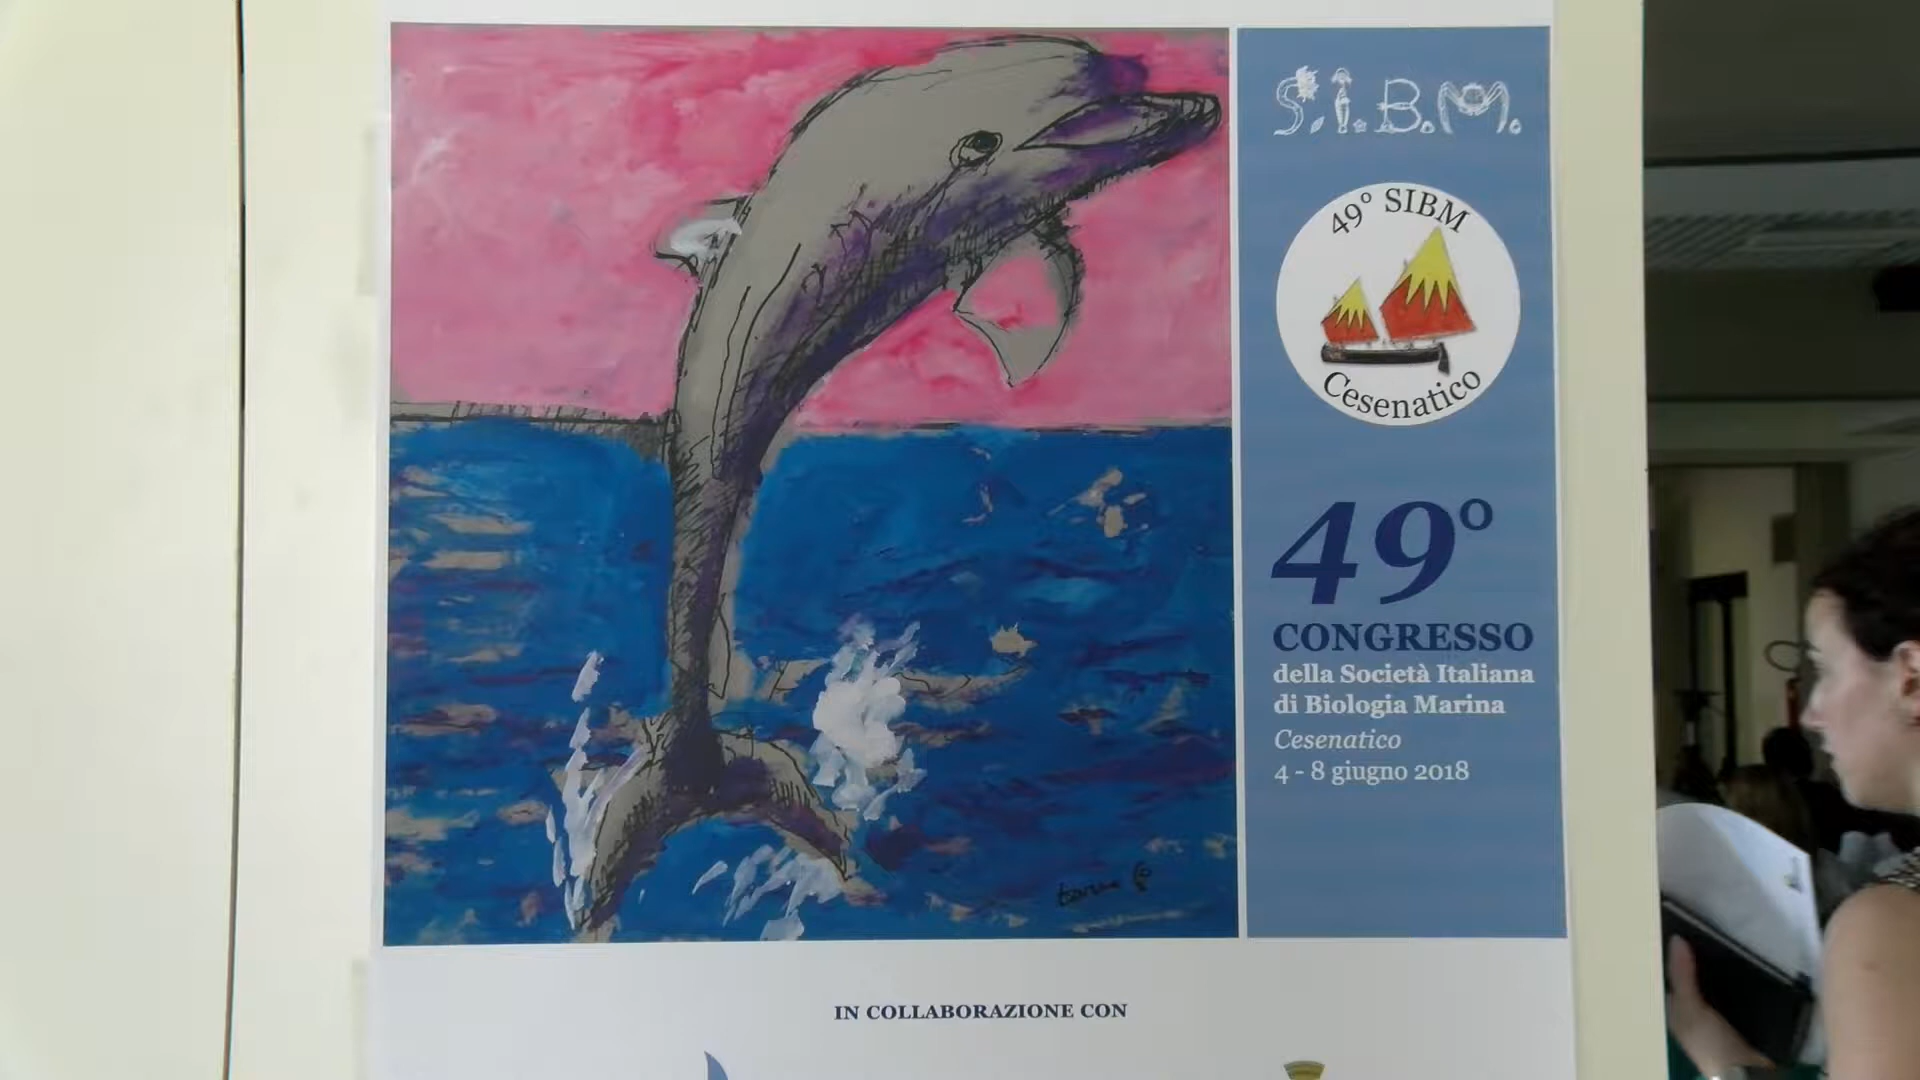 S.I.B.M.
49° SIBM
Cesenatico
49°
CONGRESSO
della Società Italiana
di Biologia Marina
Cesenatico
4 - 8 giugno 2018
IN COLLABORAZIONE CON